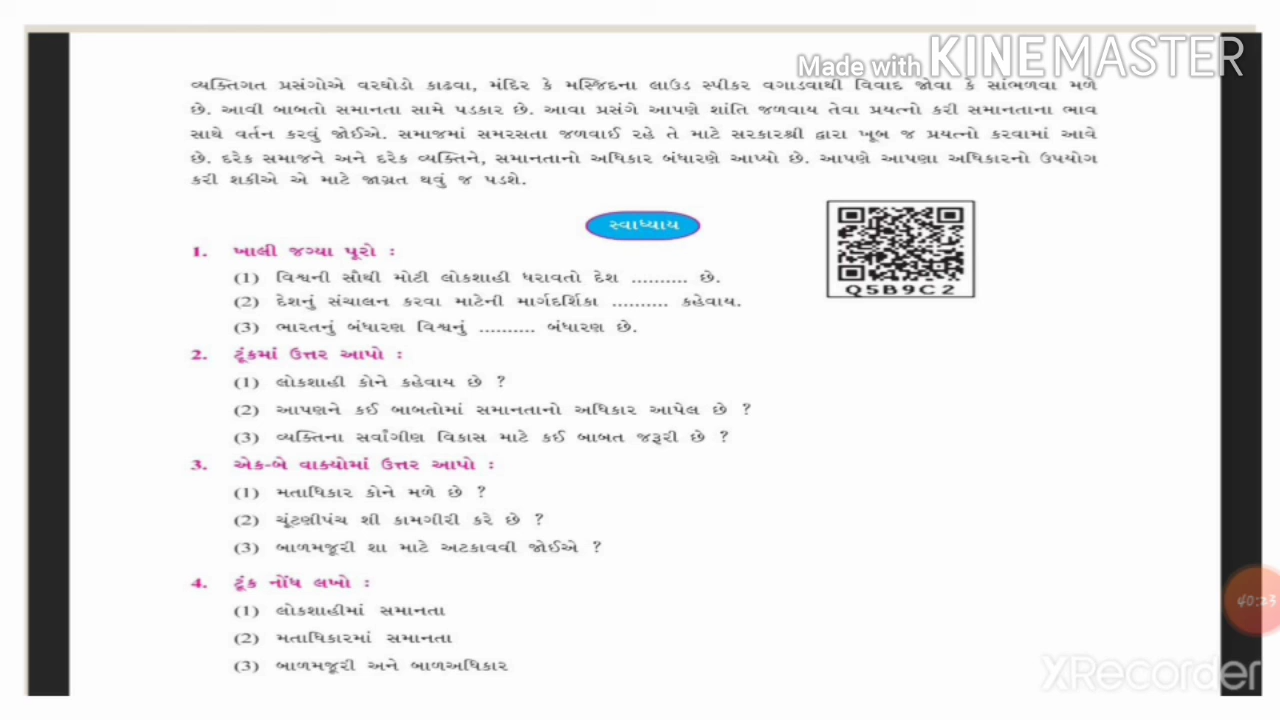 Made with KINEMASTER
વ્યક્તિગત પ્રસંગોએ વરઘોડો કાઢવા, મંદિર કે મસ્જિદના લાઉડ સ્પીકર વગાડવાથી વિવાદ જોવા કે સાંભળવા મળે
છે. આવી બાબતો સમાનતા સામે પડકાર છે. આવા પ્રસંગે આપણે શાંતિ જળવાય તેવા પ્રયત્નો કરી સમાનતાના ભાવ
સાથે વર્તન કરવું જોઈએ. સમાજમાં સમરસતા જળવાઈ રહે તે માટે સરકારશ્રી દ્વારા ખૂબ જ પ્રયત્નો કરવામાં આવે
છે. દરેક સમાજને અને દરેક વ્યક્તિને, સમાનતાનો અધિકાર બંધારણે આપ્યો છે. આપણે આપણા અધિકારનો ઉપયોગ
કરી શકીએ એ માટે જાગ્રત થવું જ પડશે.
સ્વાધ્યાય
Q5B9C2
1. ખાલી જગ્યા પૂરો :
(1) વિશ્વની સૌથી મોટી લોકશાહી ધરાવતો દેશ .......... છે.
(2) દેશનું સંચાલન કરવા માટેની માર્ગદર્શિકા .......... કહેવાય.
(3) ભારતનું બંધારણ વિશ્વનું .......... બંધારણ છે.
2. ટૂંકમાં ઉત્તર આપો :
(1) લોકશાહી કોને કહેવાય છે ?
(2) આપણને કઈ બાબતોમાં સમાનતાનો અધિકાર આપેલ છે ?
(3) વ્યક્તિના સર્વાંગીણ વિકાસ માટે કઈ બાબત જરૂરી છે ?
3. એક-બે વાક્યોમાં ઉત્તર આપો :
(1) મતાધિકાર કોને મળે છે ?
(2) ચૂંટણીપંચ શી કામગીરી કરે છે ?
(3) બાળમજૂરી શા માટે અટકાવવી જોઈએ ?
4. ટૂંક નોંધ લખો :
(1) લોકશાહીમાં સમાનતા
(2) મતાધિકારમાં સમાનતા
(3) બાળમજૂરી અને બાળઅધિકાર
40:23
XRecorder